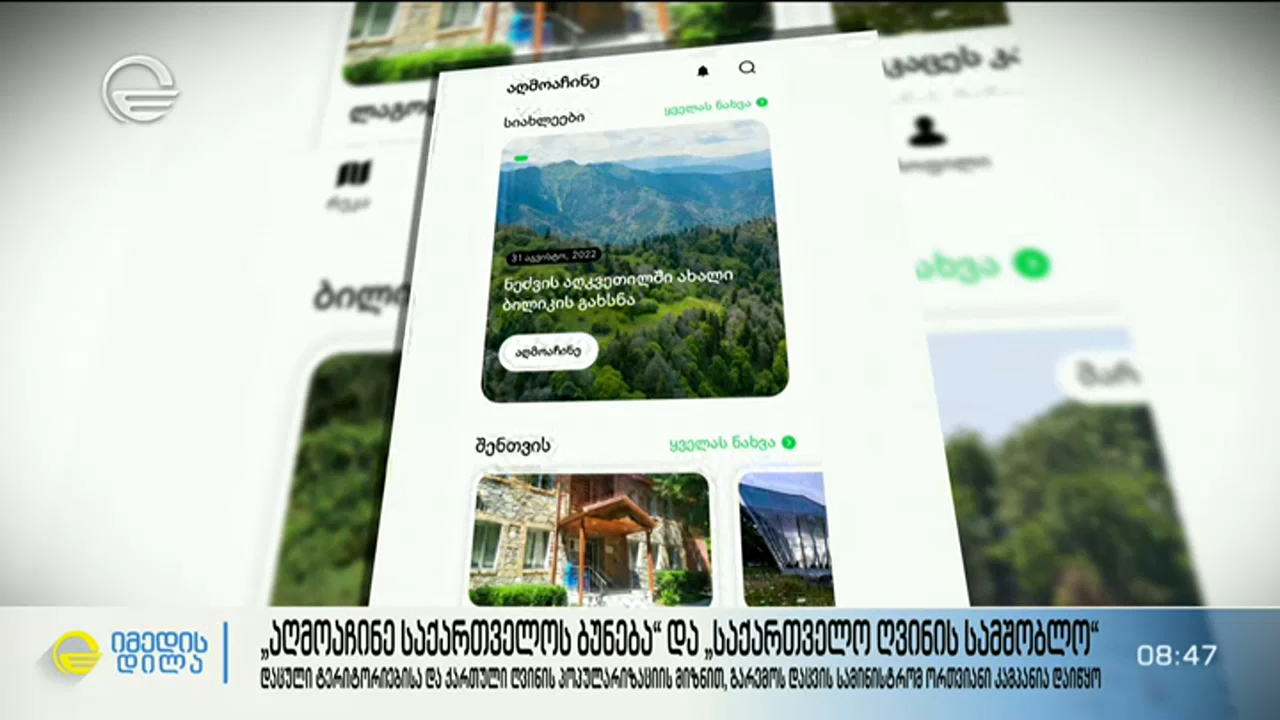 აღმოაჩინე
სიახლეები
ყველას ნახვა
31 აგვისტო, 2022
ნეძვის აღკვეთილში ახალი
ბილიკის გახსნა
აღმოაჩინე
შენთვის
ყველას ნახვა
რუკა
იმედის
დილა
„აღმოაჩინე საქართველოს ბუნება“ და „საქართველო ღვინის სამშობლო“
დაცული ტერიტორიებისა და ქართული ღვინის პოპულარიზაციის მიზნით, გარემოს დაცვის სამინისტრომ ორთვიანი კამპანია დაიწყო
08:47